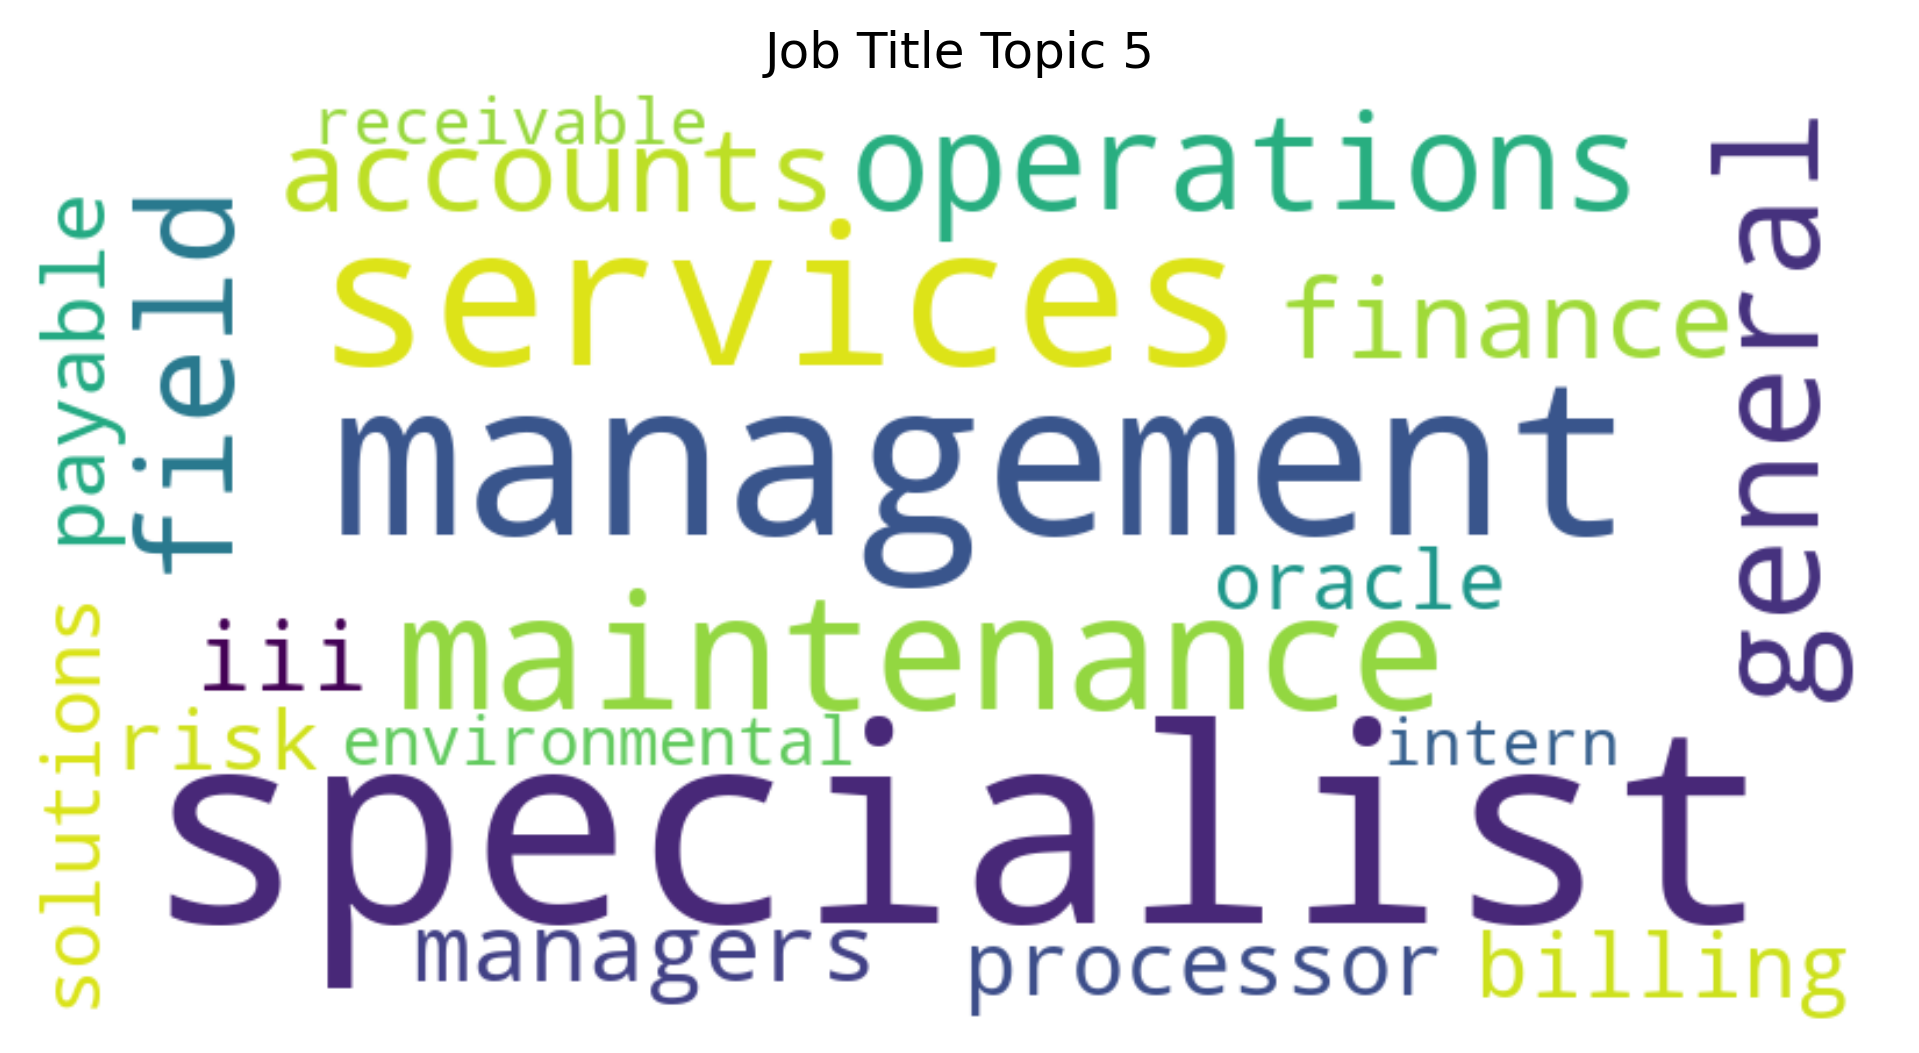 Job Title Topic 5
receivable
accounts
operations
general
payable
field
services
finance
management
oracle
solutions
iii
maintenance
risk
environmental
intern
specialist
managers
processor
billing